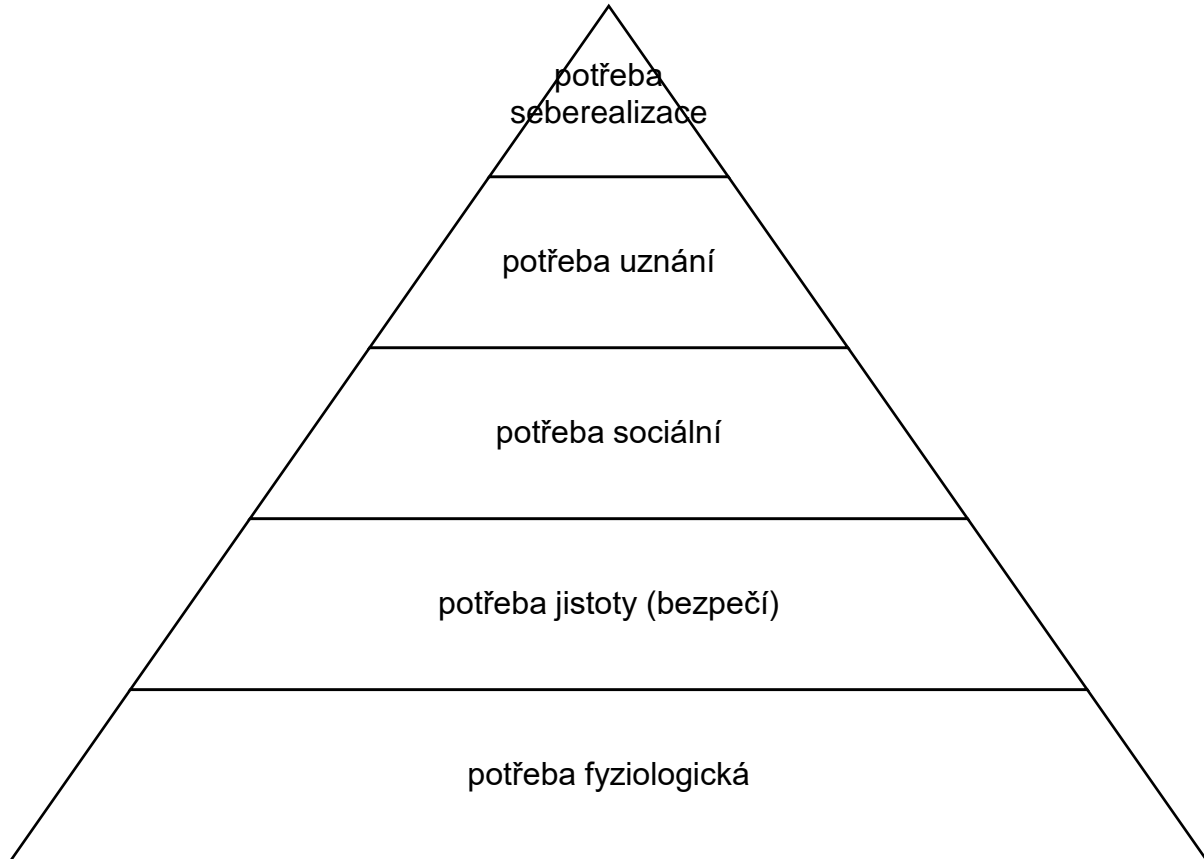 potřeba
seberealizace
potřeba uznání
potřeba sociální
potřeba jistoty (bezpečí)
potřeba fyziologická